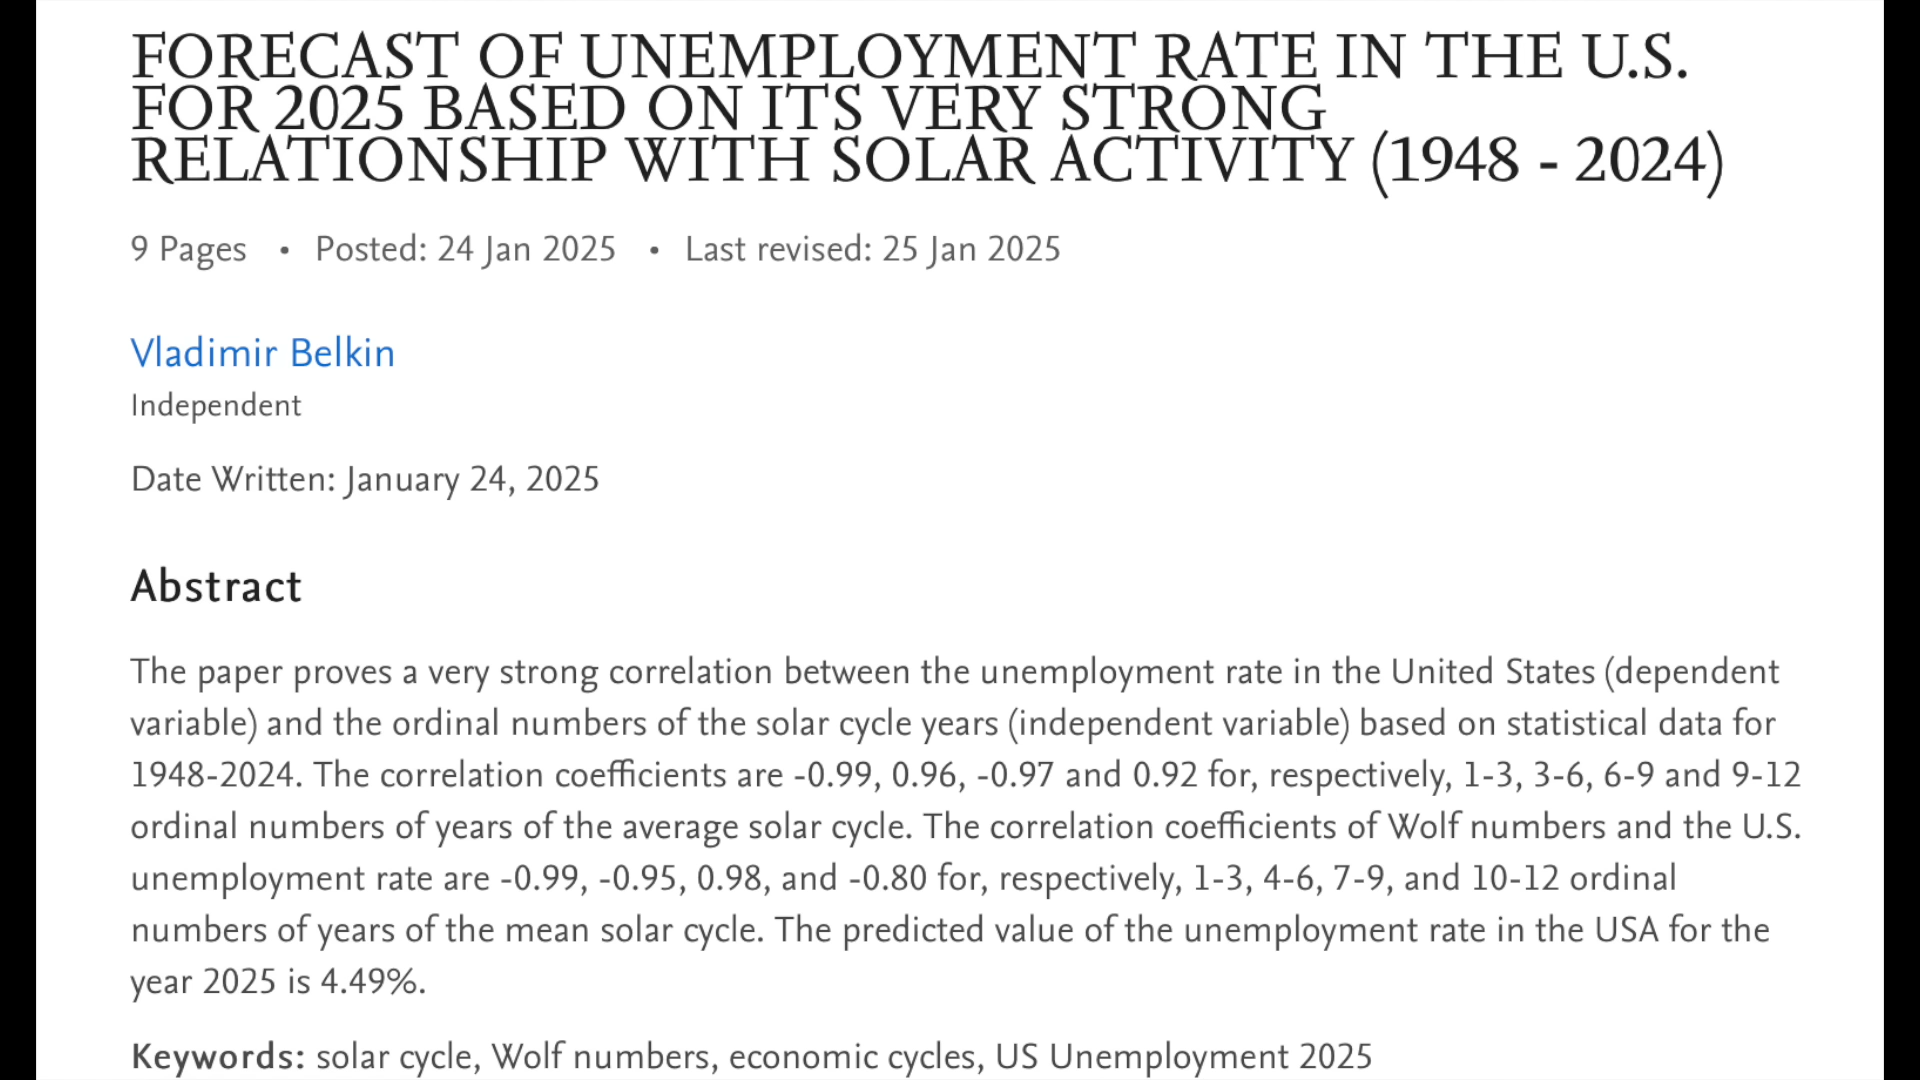 FORECAST OF UNEMPLOYMENT RATE IN THE U.S.
FOR 2025 BASED ON ITS VERY STRONG
RELATIONSHIP WITH SOLAR ACTIVITY (1948 - 2024)
9 Pages • Posted: 24 Jan 2025 • Last revised: 25 Jan 2025
Vladimir Belkin
Independent
Date Written: January 24, 2025
Abstract
The paper proves a very strong correlation between the unemployment rate in the United States (dependent
variable) and the ordinal numbers of the solar cycle years (independent variable) based on statistical data for
1948-2024. The correlation coefficients are -0.99, 0.96, -0.97 and 0.92 for, respectively, 1-3, 3-6, 6-9 and 9-12
ordinal numbers of years of the average solar cycle. The correlation coefficients of Wolf numbers and the U.S.
unemployment rate are -0.99, -0.95, 0.98, and -0.80 for, respectively, 1-3, 4-6, 7-9, and 10-12 ordinal
numbers of years of the mean solar cycle. The predicted value of the unemployment rate in the USA for the
year 2025 is 4.49%.
Keywords: solar cycle, Wolf numbers, economic cycles, US Unemployment 2025